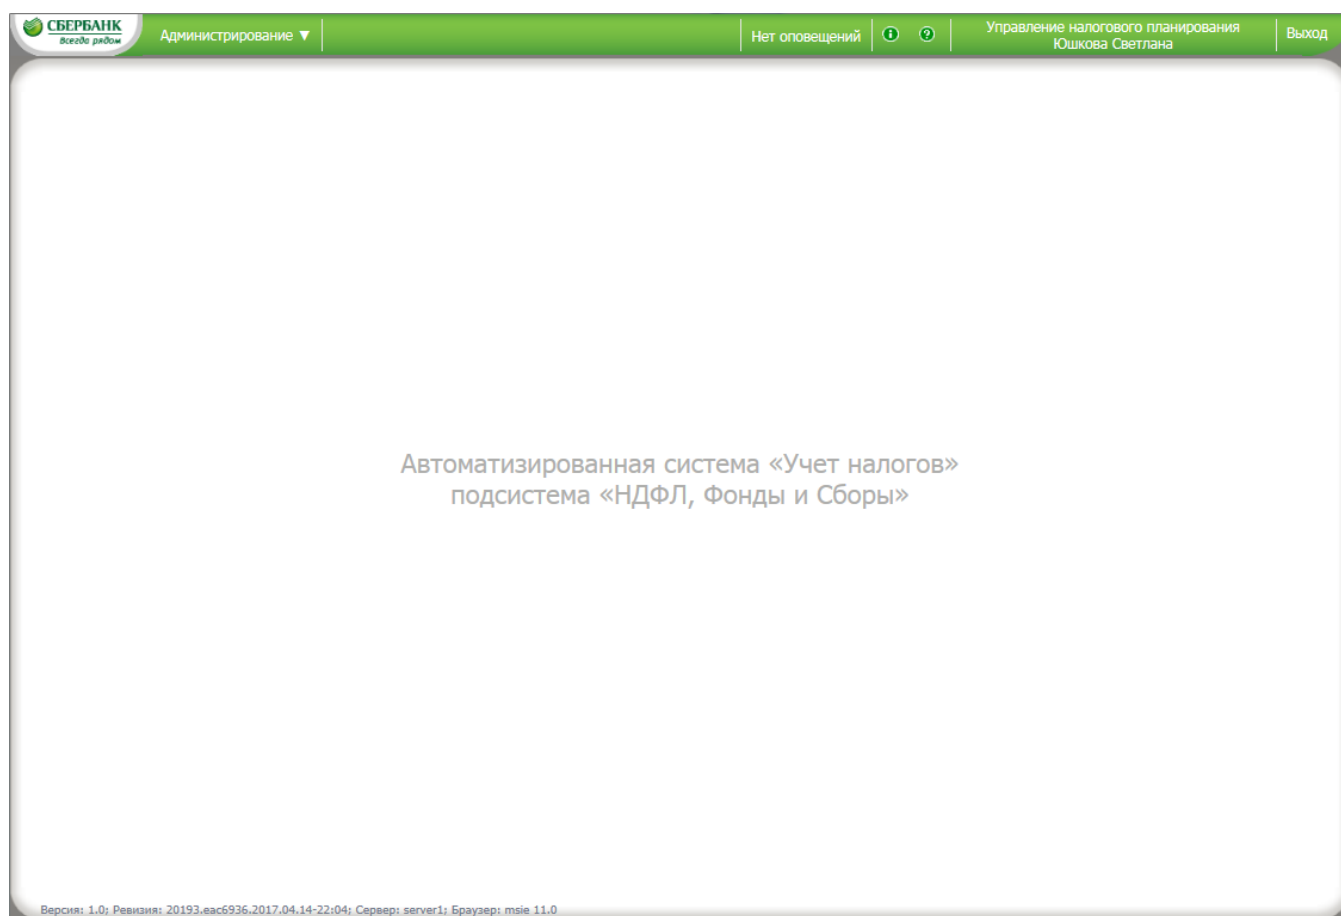 СБЕРБАНК
Всегда рядом
Администрирование ▼
Нет оповещений
Управление налогового планирования
Юшкова Светлана
Выход
Автоматизированная система «Учет налогов»
подсистема «НДФЛ, Фонды и Сборы»
Версия: 1.0; Ревизия: 20193.eac6936.2017.04.14-22:04; Сервер: server1; Браузер: msie 11.0